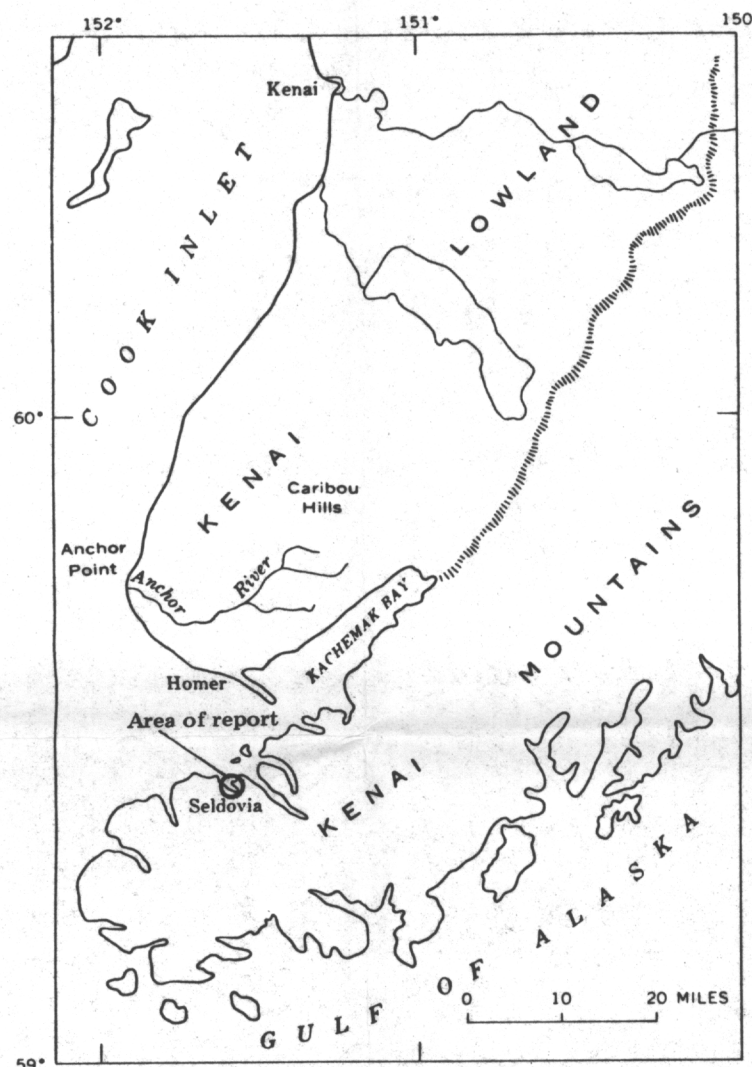 152° 151° 150
Kenai
COOK INLET
LOWLAND
60°
KENAI
Caribou
Hills
Anchor
Point
Anchor River
KACHEMAK BAY
MOUNTAINS
Homer
Area of report
Seldovia
KENAI
GULF OF ALASKA
0 10 20 MILES
59°